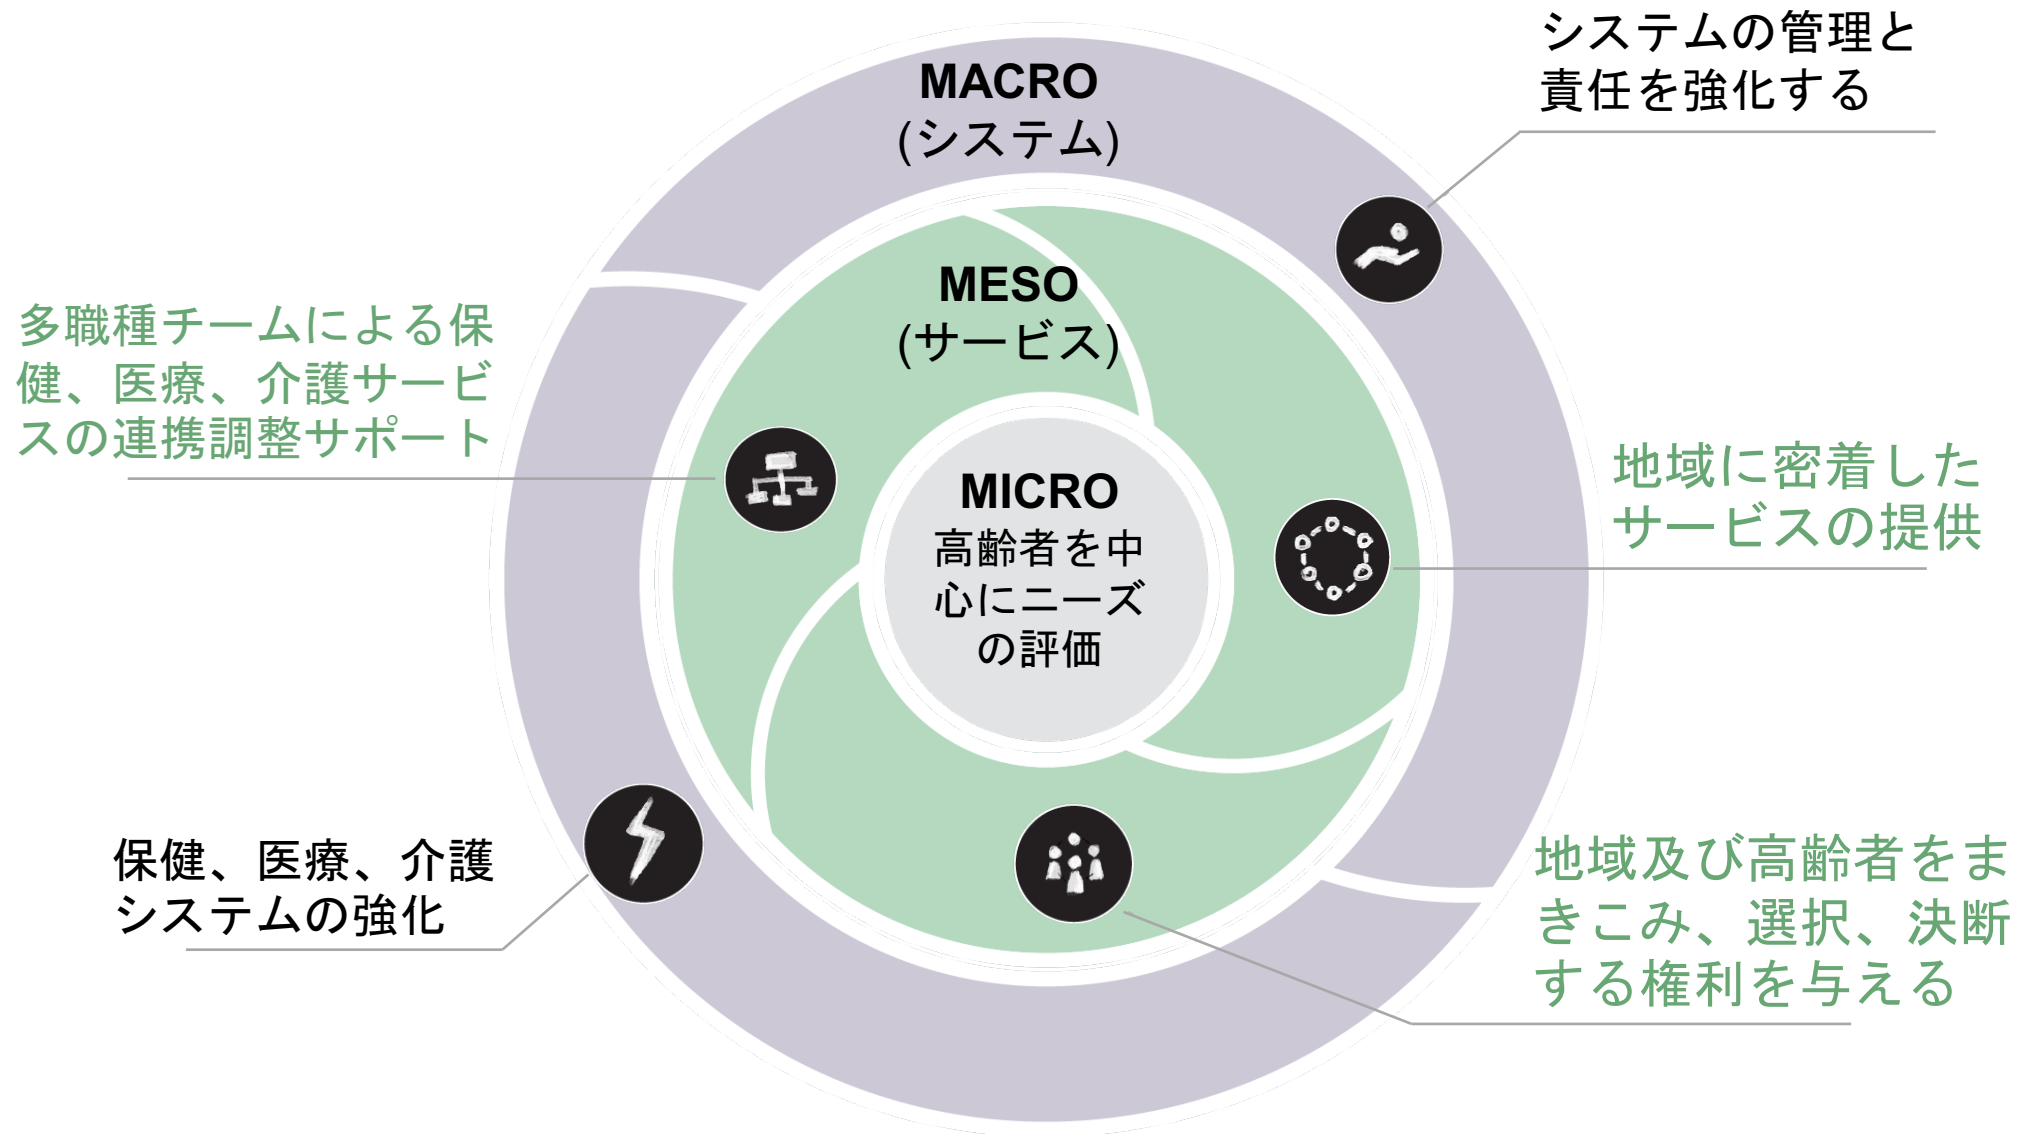 システムの管理と
責任を強化する
MACRO
(システム)
MESO
(サービス)
多職種チームによる保
健、医療、介護サービ
スの連携調整サポート
地域に密着した
サービスの提供
MICRO
高齢者を中
心にニーズ
の評価
保健、医療、介護
システムの強化
地域及び高齢者をま
きこみ、選択、決断
する権利を与える